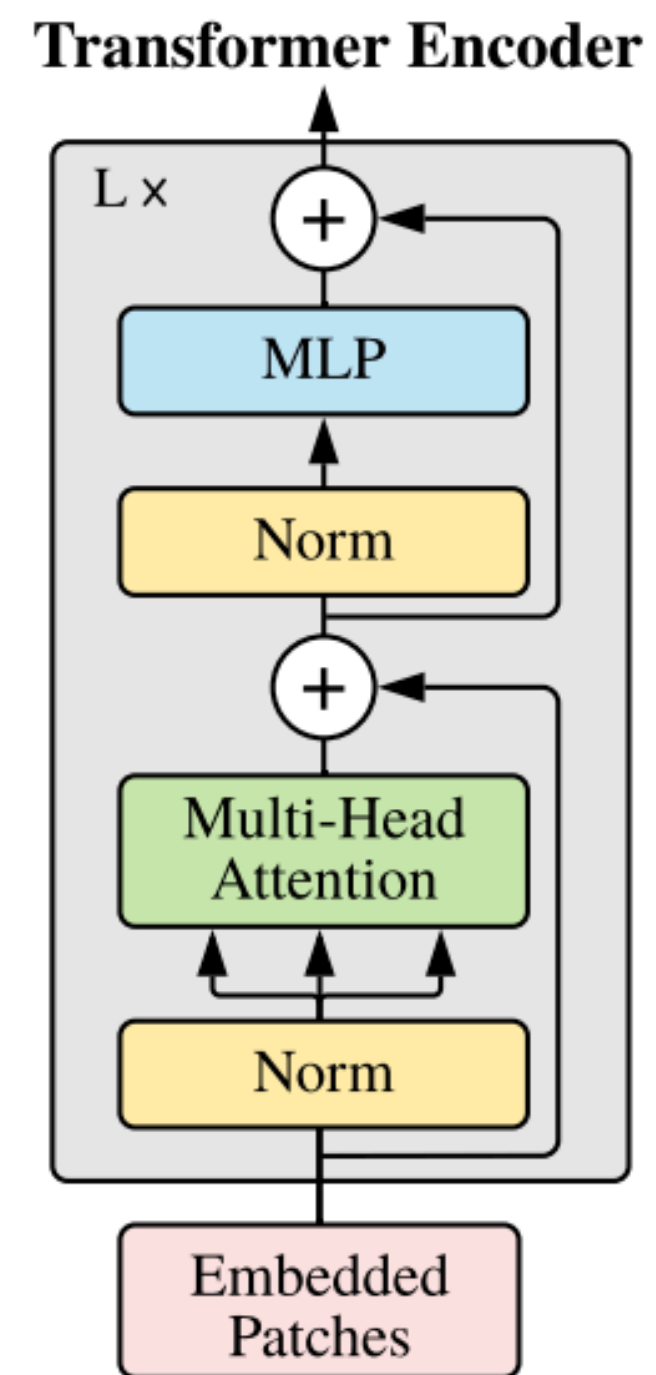 Transformer Encoder
L ×
+
MLP
Norm
+
Multi-Head
Attention
Norm
Embedded
Patches